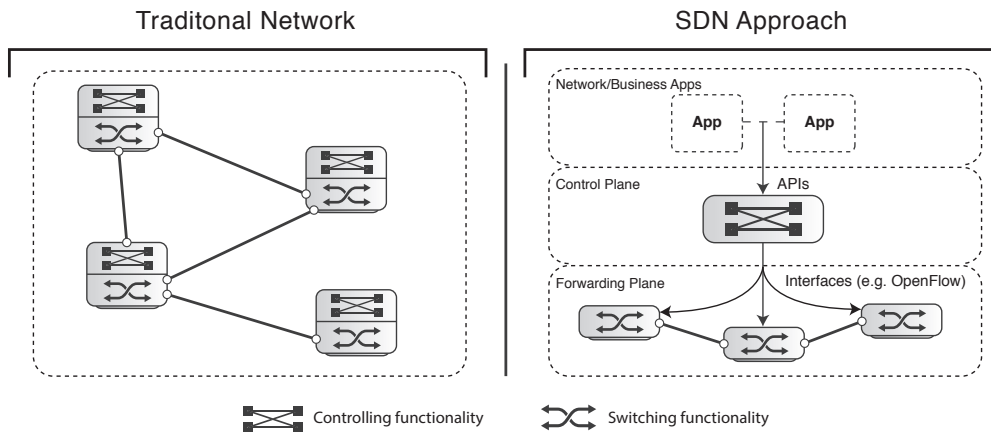 Traditonal Network
SDN Approach
Network/Business Apps
App
App
Control Plane
APIs
Forwarding Plane
Interfaces (e.g. OpenFlow)
Controlling functionality
Switching functionality